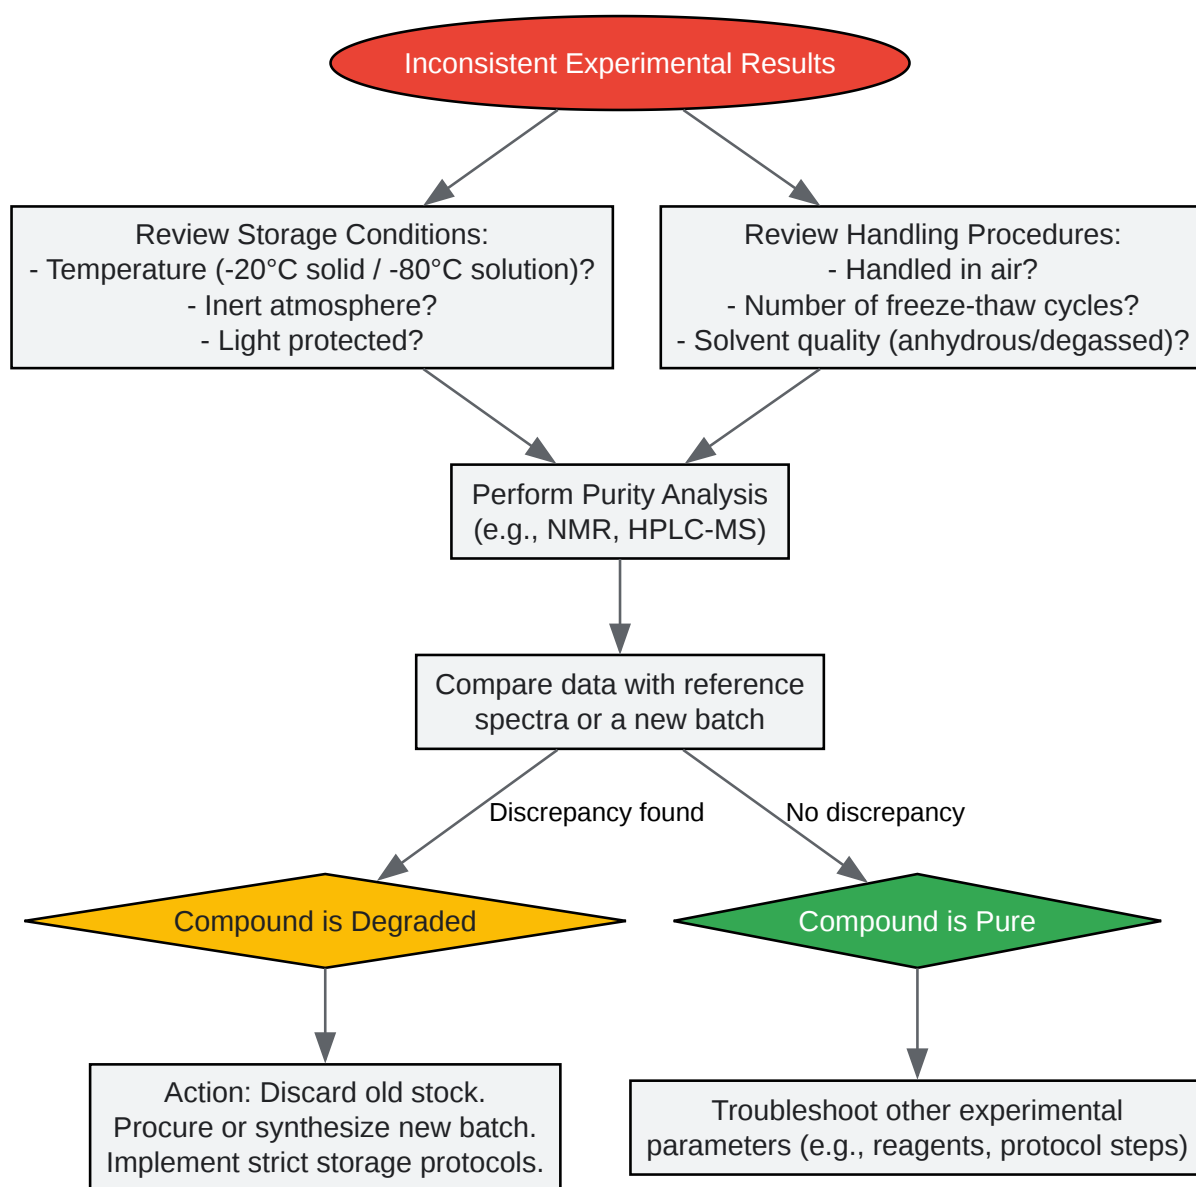 Inconsistent Experimental Results
Review Storage Conditions:
- Temperature (-20°C solid / -80°C solution)?
- Inert atmosphere?
- Light protected?
Review Handling Procedures:
- Handled in air?
- Number of freeze-thaw cycles?
- Solvent quality (anhydrous/degassed)?
Perform Purity Analysis
(e.g., NMR, HPLC-MS)
Compare data with reference
spectra or a new batch
Discrepancy found
No discrepancy
Compound is Degraded
Compound is Pure
Action: Discard old stock.
Procure or synthesize new batch.
Implement strict storage protocols.
Troubleshoot other experimental
parameters (e.g., reagents, protocol steps)